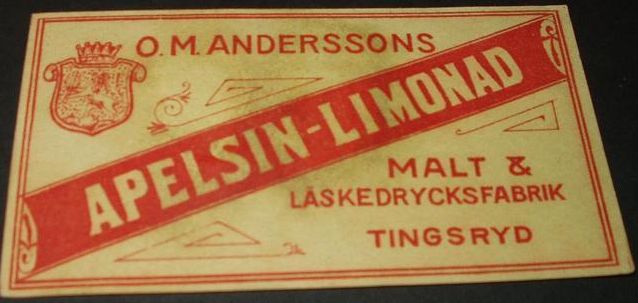 O.M. ANDERSSONS
APELSIN-LIMONAD
MALT &
LÄSKEDRYCKSFABRIK
TINGSRYD